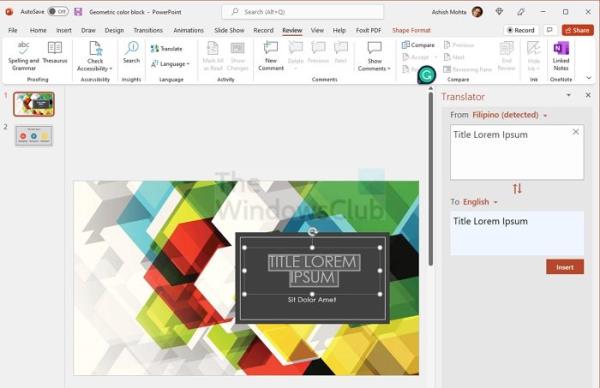 AutoSave Off Geometric color block - PowerPoint Search (Alt+Q) Ashish Mohta
File Home Insert Draw Design Transitions Animations Slide Show Record Review View Help Foxit PDF Acrobat Shape Format Record Share
abc
Spelling and Grammar
Thesaurus
Proofing
Check Accessibility
Accessibility
Search
Insights
Translate
Language
Language
Mark All as Read
Show Changes
Activity
New Comment
Delete
Previous
Next
Show Comments
Comments
Compare
Accept
Previous
Next
Reviewing Pane
End Review
Compare
Hide Ink
Ink
Linked Notes
OneNote
1
2
The
WindowsClub
TITLE LOREM
IPSUM
Sit Dolor Amet
Translator
From Filipino (detected)
Title Lorem Ipsum
To English
Title Lorem Ipsum
Insert